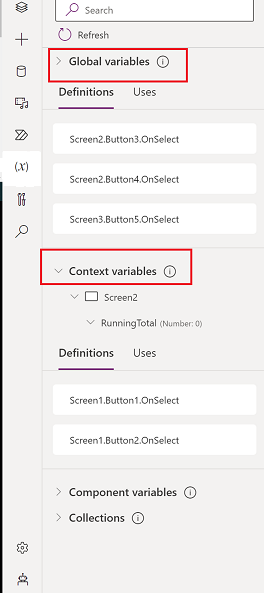 Search
Refresh
Global variables
Definitions Uses
Screen2.Button3.OnSelect
Screen2.Button4.OnSelect
Screen3.Button5.OnSelect
(x) Context variables
Screen2
RunningTotal (Number: 0)
Definitions Uses
Screen1.Button1.OnSelect
Screen1.Button2.OnSelect
Component variables
Collections